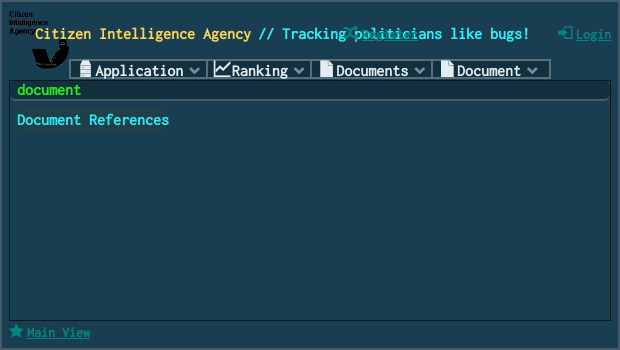 Citizen
Intelligence
Agency
Citizen Intelligence Agency // Tracking politicians like bugs!
Register
Login
Application
Ranking
Documents
Document
document
Document References
Main View